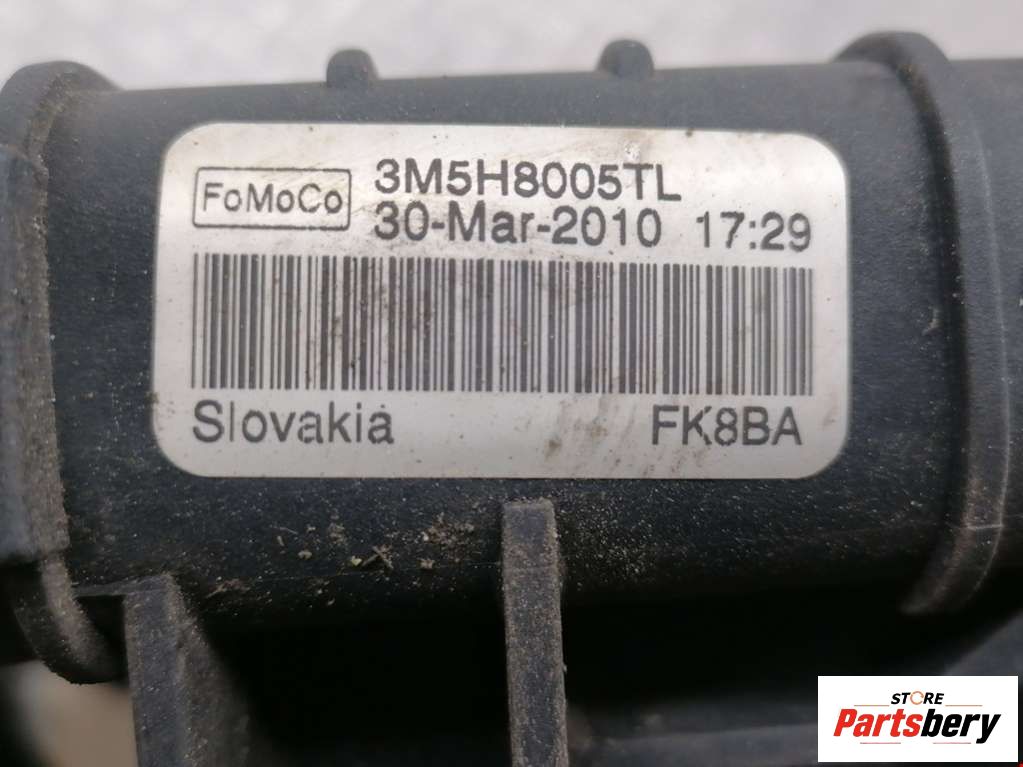 FoMoCo
3M5H8005TL
30-Mar-2010 17:29
Slovakia FK8BA
STORE
Partsbery